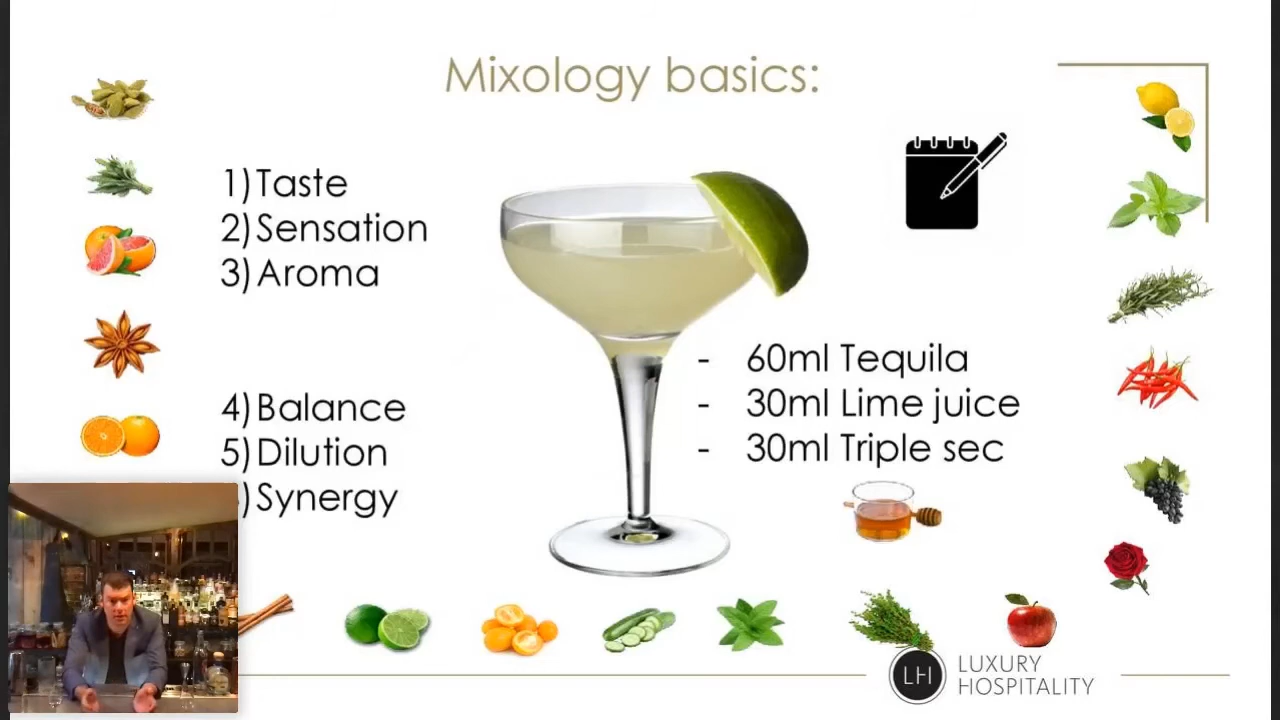 Mixology basics:
1) Taste
2) Sensation
3) Aroma
4) Balance
5) Dilution
) Synergy
- 60ml Tequila
- 30ml Lime juice
- 30ml Triple sec
LH LUXURY
HOSPITALITY